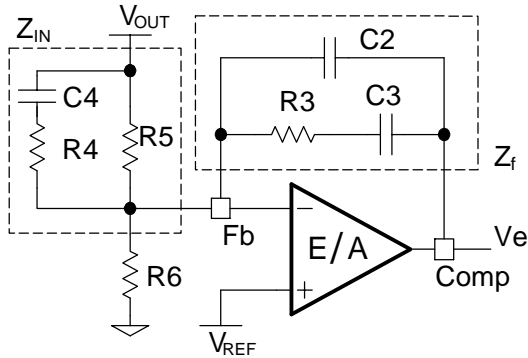 Z_IN
V_OUT
C2
C4
R3
C3
R4
R5
Z_f
Fb
E/A
Ve
R6
Comp
V_REF